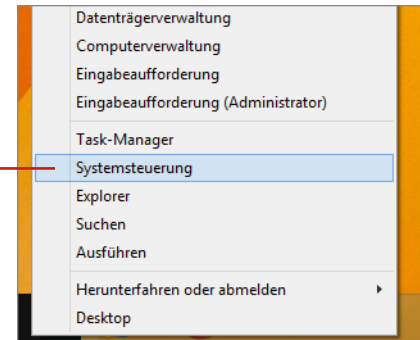 Datenträgerverwaltung
Computerverwaltung
Eingabeaufforderung
Eingabeaufforderung (Administrator)
Task-Manager
Systemsteuerung
Explorer
Suchen
Ausführen
Herunterfahren oder abmelden
Desktop